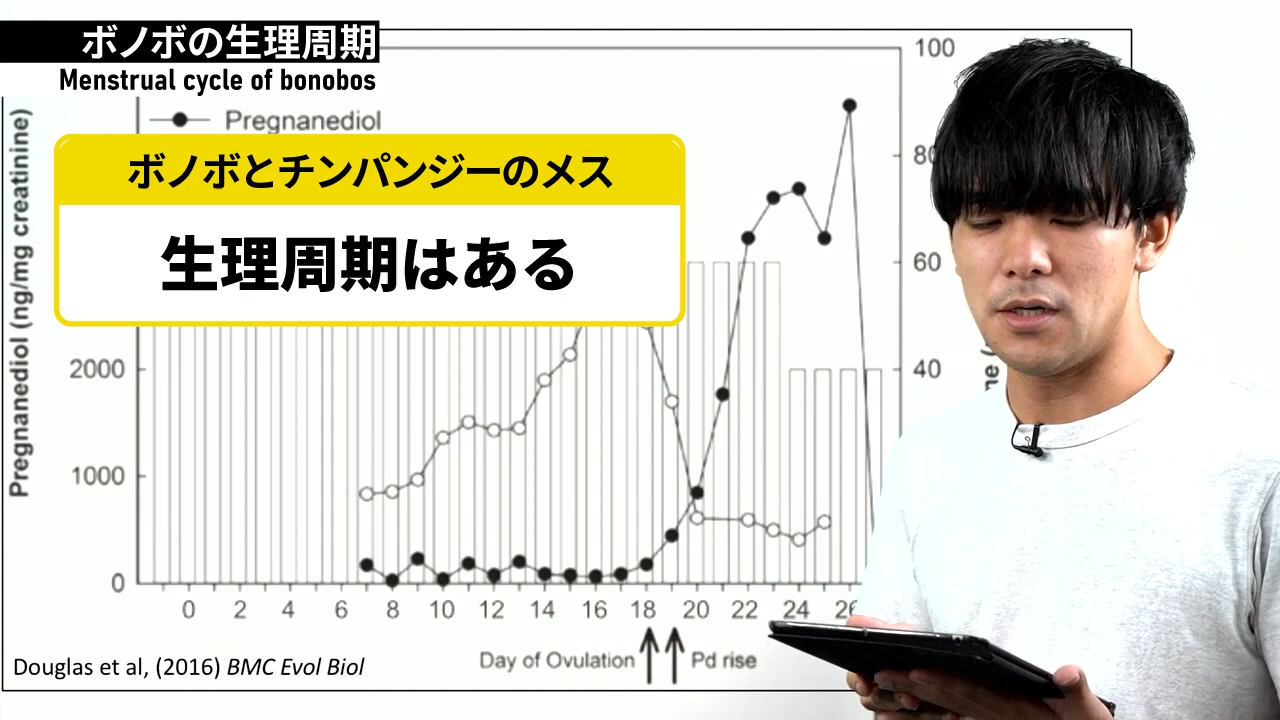 ボノボの生理周期
Menstrual cycle of bonobos
Pregnanediol (ng/mg creatinine)
Pregnanediol
ボノボとチンパンジーのメス
生理周期はある
100
80
60
40
2000
1000
0
0 2 4 6 8 10 12 14 16 18 20 22 24 26
Day of Ovulation
Pd rise
Douglas et al, (2016) BMC Evol Biol